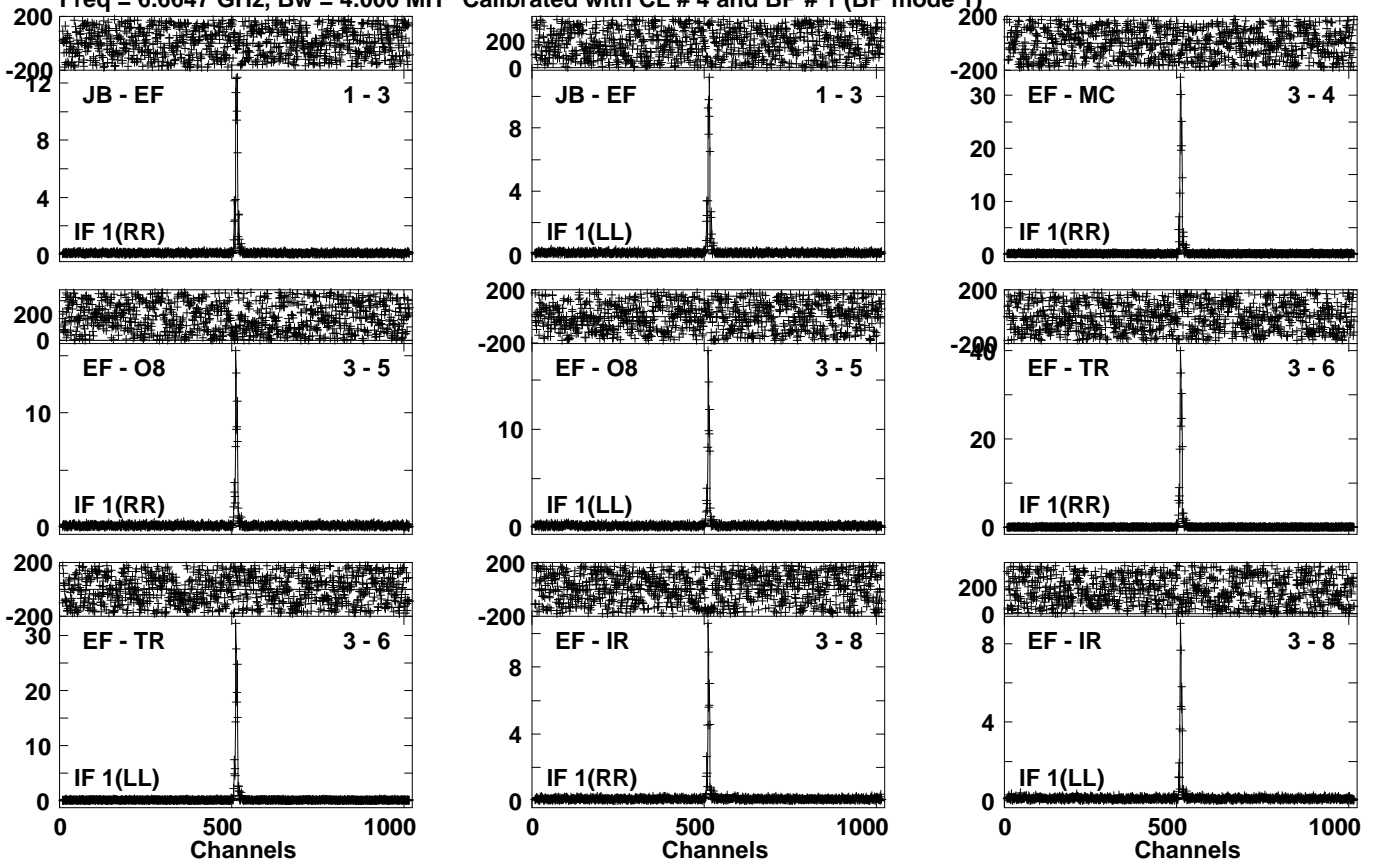 Freq = 6.6647 GHz, Bw = 4.000 MH Calibrated with CL # 4 and BP # 1 (BP mode 1)
200
-200
12
8
4
0
JB - EF 1 - 3
IF 1(RR)
200
0
8
4
0
JB - EF 1 - 3
IF 1(LL)
200
-200
30
20
10
0
EF - MC 3 - 4
IF 1(RR)
200
0
10
0
EF - O8 3 - 5
IF 1(RR)
200
-200
10
0
EF - O8 3 - 5
IF 1(LL)
200
-200
40
20
0
EF - TR 3 - 6
IF 1(RR)
200
-200
30
20
10
0
EF - TR 3 - 6
IF 1(LL)
0 500 1000
Channels
200
-200
8
4
0
EF - IR 3 - 8
IF 1(RR)
0 500 1000
Channels
200
0
8
4
0
EF - IR 3 - 8
IF 1(LL)
0 500 1000
Channels